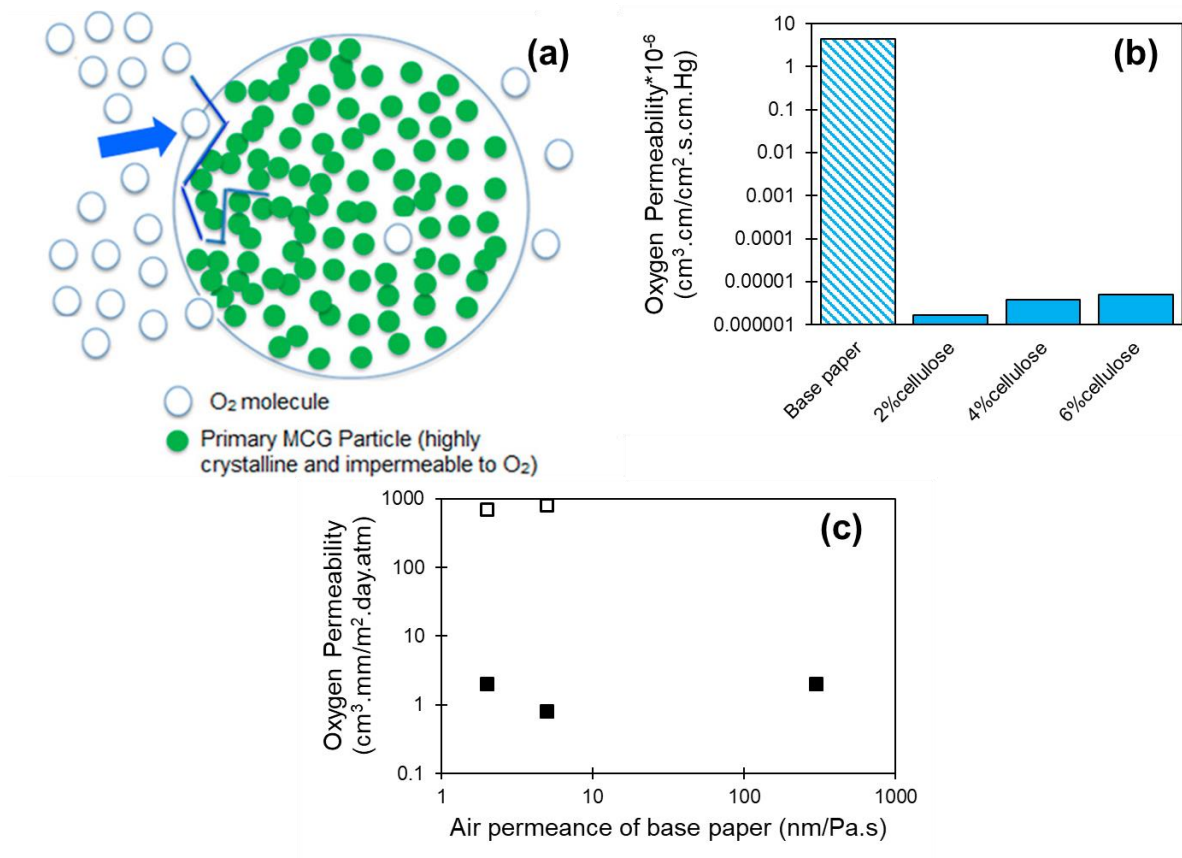 (a)
O₂ molecule
Primary MCG Particle (highly
crystalline and impermeable to O₂)
(b)
Oxygen Permeability*10⁻⁶
(cm³.cm/cm².s.cm.Hg)
10
1
0.1
0.01
0.001
0.0001
0.00001
0.000001
Base paper
2%cellulose
4%cellulose
6%cellulose
(c)
Oxygen Permeability
(cm³.mm/m².day.atm)
1000
100
10
1
0.1
1
10
100
1000
Air permeance of base paper (nm/Pa.s)